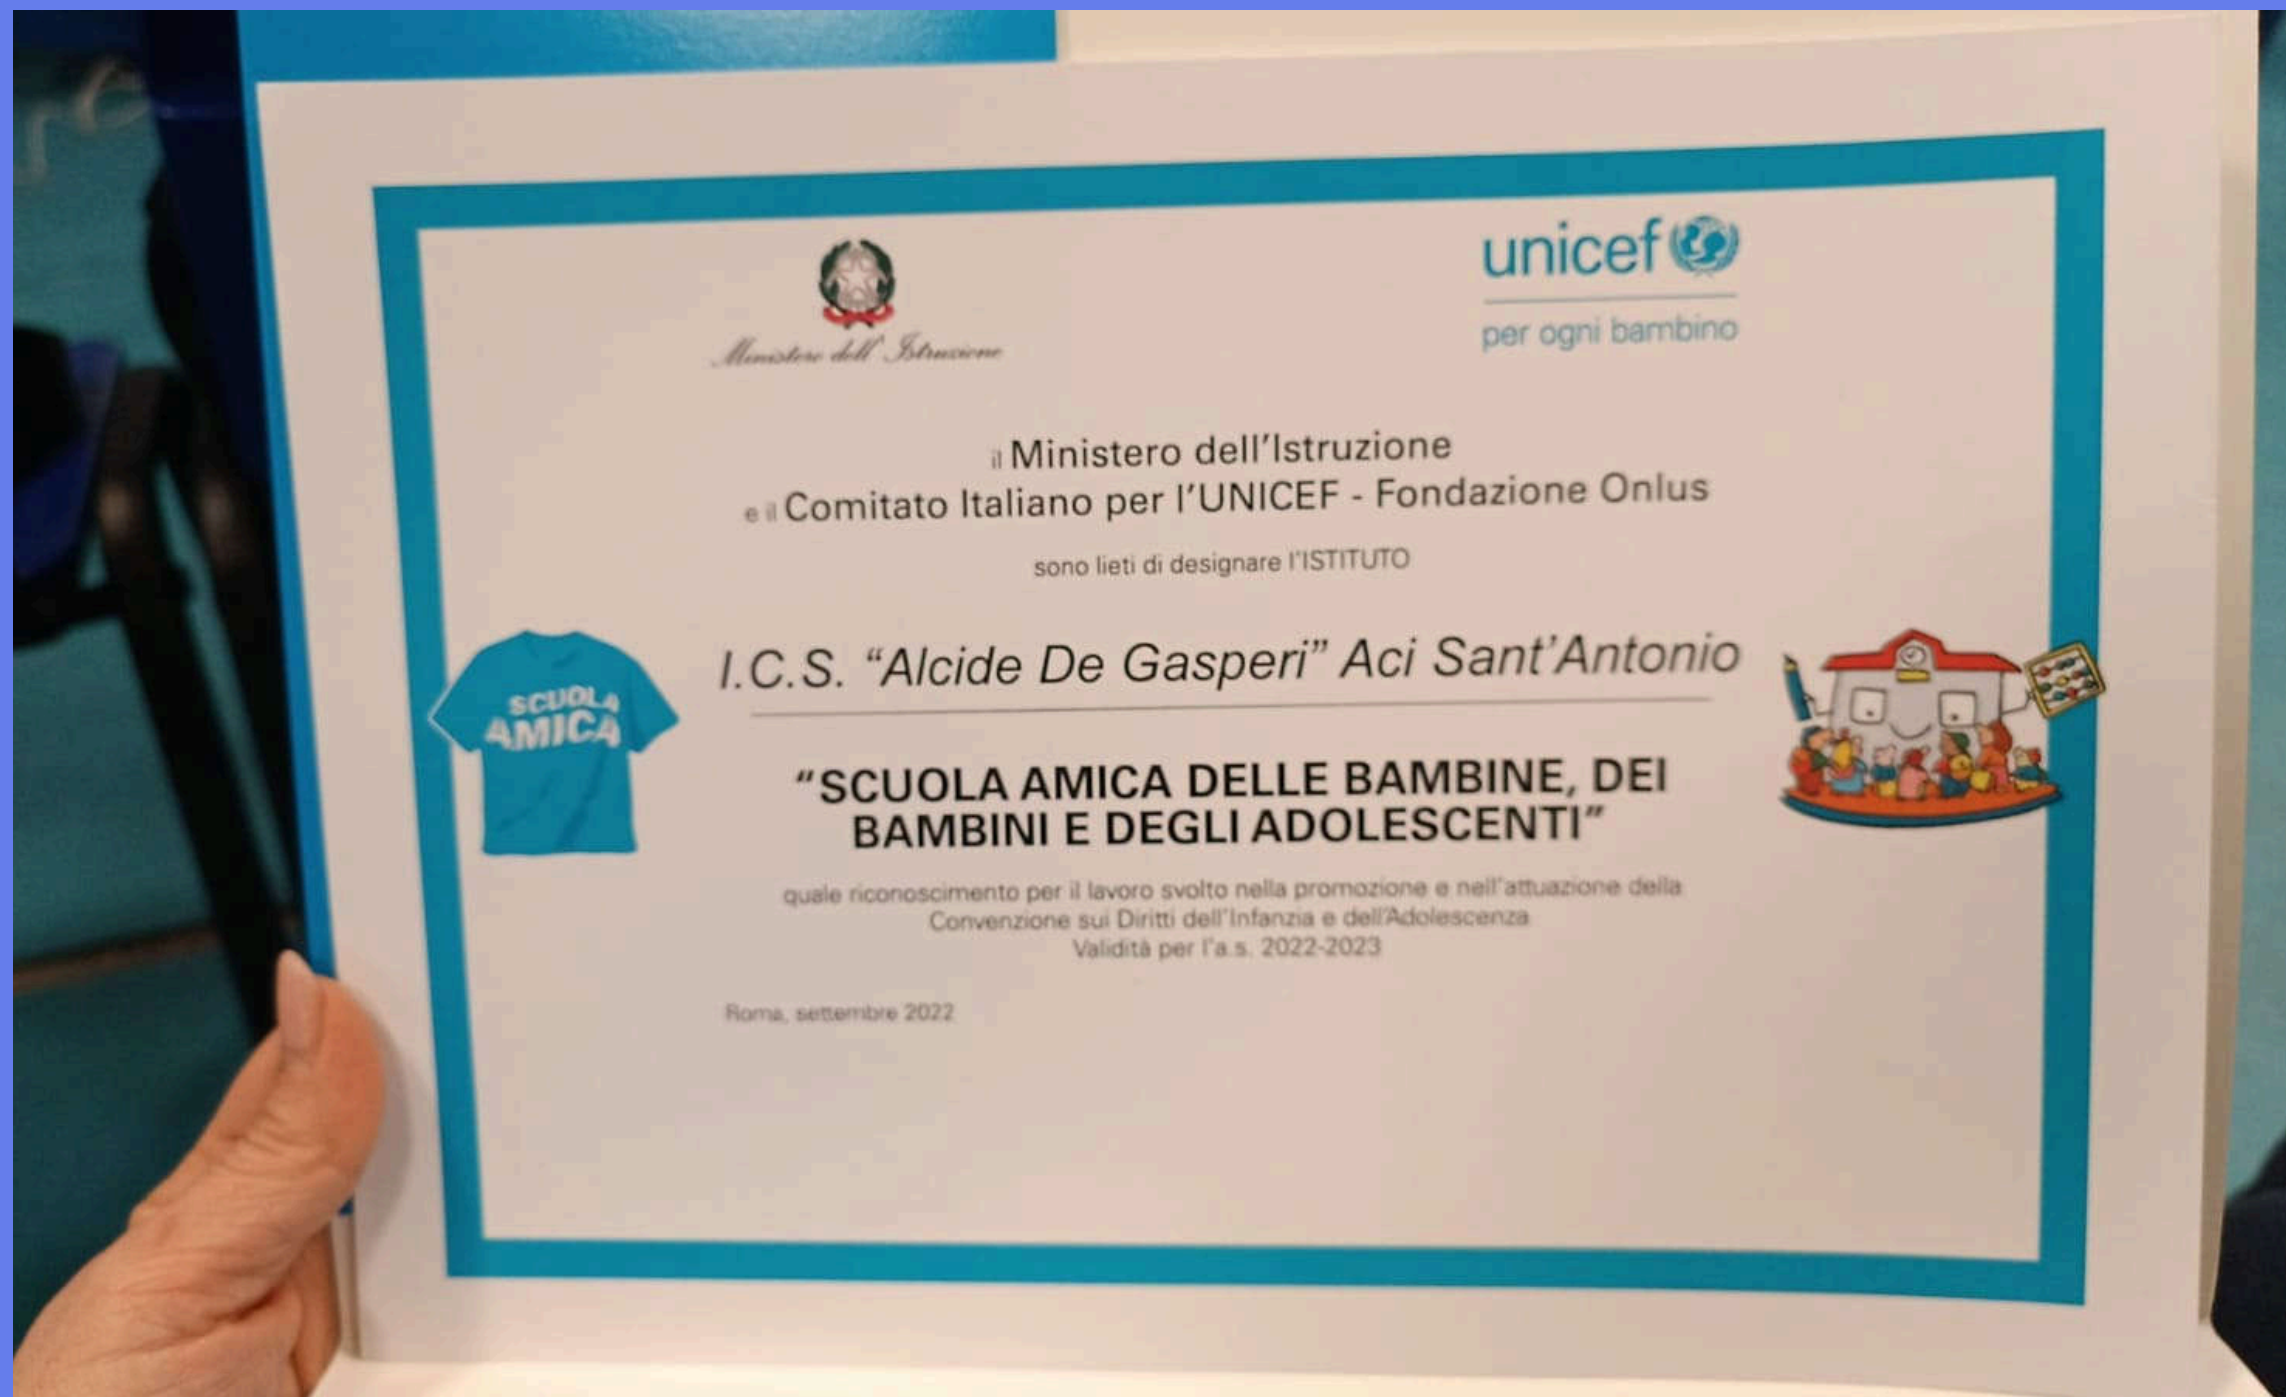 Ministero dell'Istruzione
unicef
per ogni bambino
il Ministero dell'Istruzione
e il Comitato Italiano per l'UNICEF - Fondazione Onlus
sono lieti di designare l'ISTITUTO
I.C.S. “Alcide De Gasperi” Aci Sant'Antonio
SCUOLA
AMICA
“SCUOLA AMICA DELLE BAMBINE, DEI
BAMBINI E DEGLI ADOLESCENTI”
quale riconoscimento per il lavoro svolto nella promozione e nell'attuazione della
Convenzione sui Diritti dell'Infanzia e dell'Adolescenza
Validità per l'a.s. 2022-2023
Roma, settembre 2022